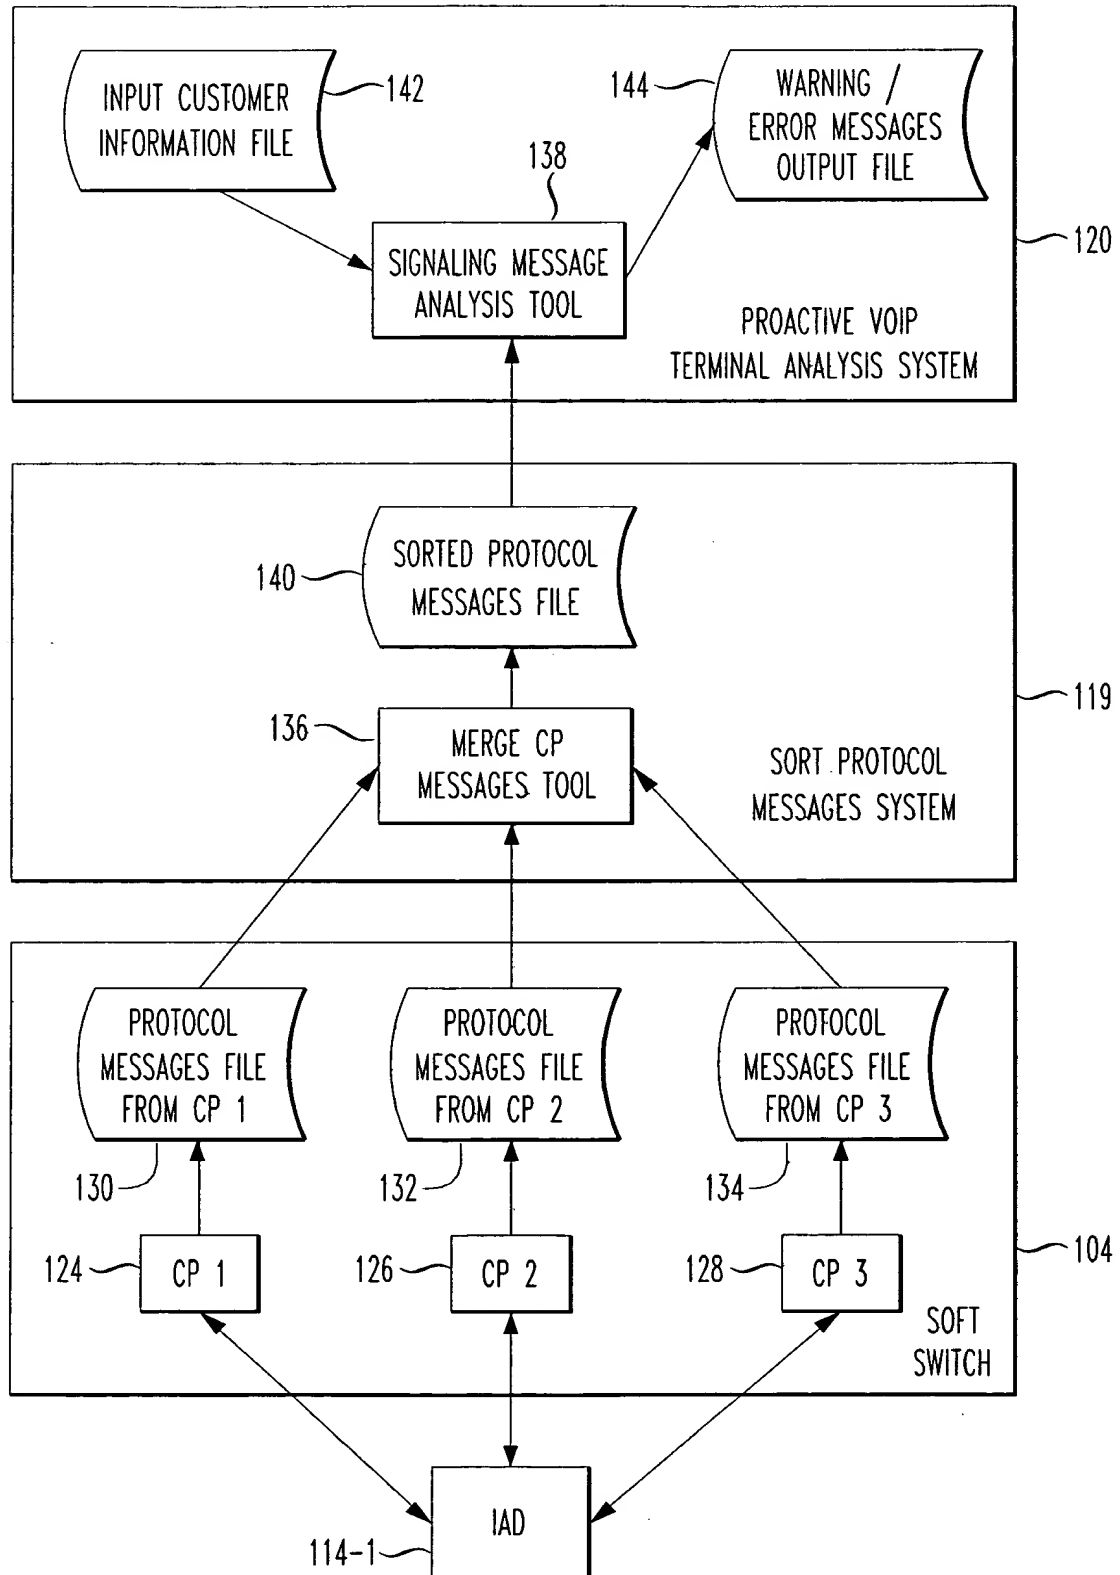 INPUT CUSTOMER
INFORMATION FILE
142
144
WARNING /
ERROR MESSAGES
OUTPUT FILE
138
SIGNALING MESSAGE
ANALYSIS TOOL
120
PROACTIVE VOIP
TERMINAL ANALYSIS SYSTEM
SORTED PROTOCOL
MESSAGES FILE
140
119
136
MERGE CP
MESSAGES TOOL
SORT PROTOCOL
MESSAGES SYSTEM
PROTOCOL
MESSAGES FILE
FROM CP 1
PROTOCOL
MESSAGES FILE
FROM CP 2
PROTOCOL
MESSAGES FILE
FROM CP 3
130
132
134
124
CP 1
126
CP 2
128
CP 3
104
SOFT
SWITCH
IAD
114-1